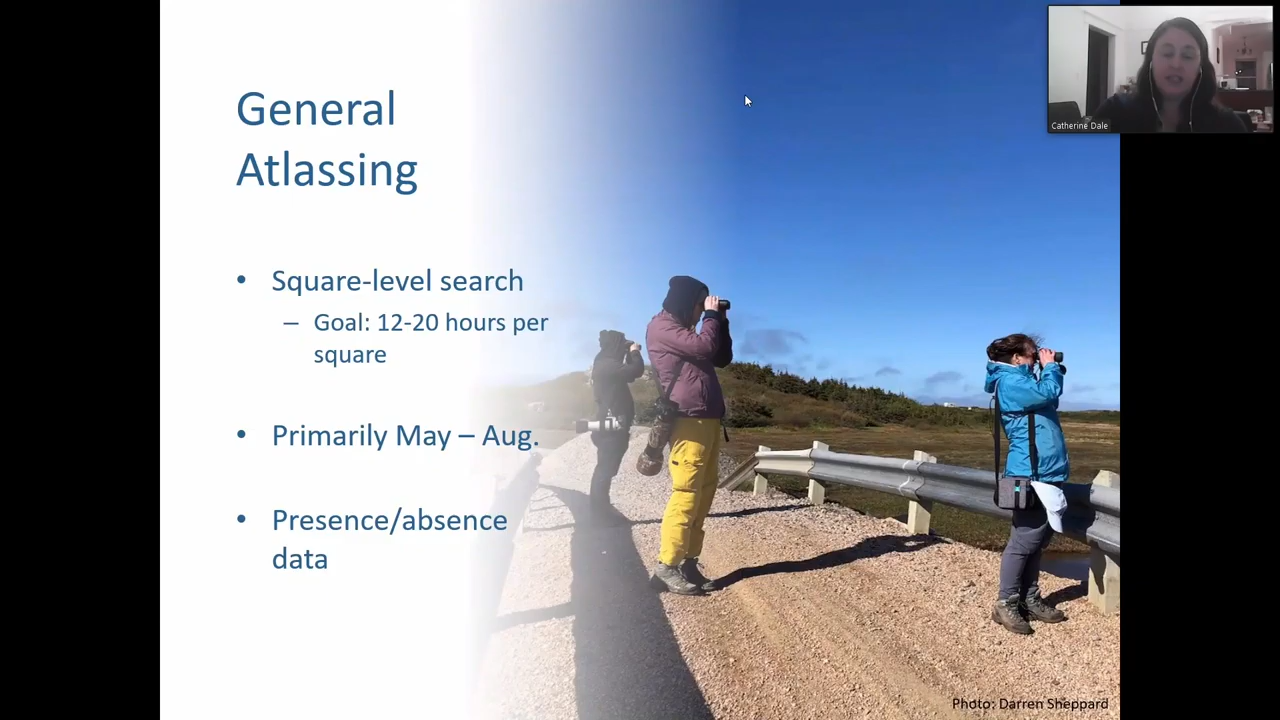 General
Atlassing
• Square-level search
– Goal: 12-20 hours per
square
• Primarily May – Aug.
• Presence/absence
data
Photo: Darren Sheppard
Catherine Dale